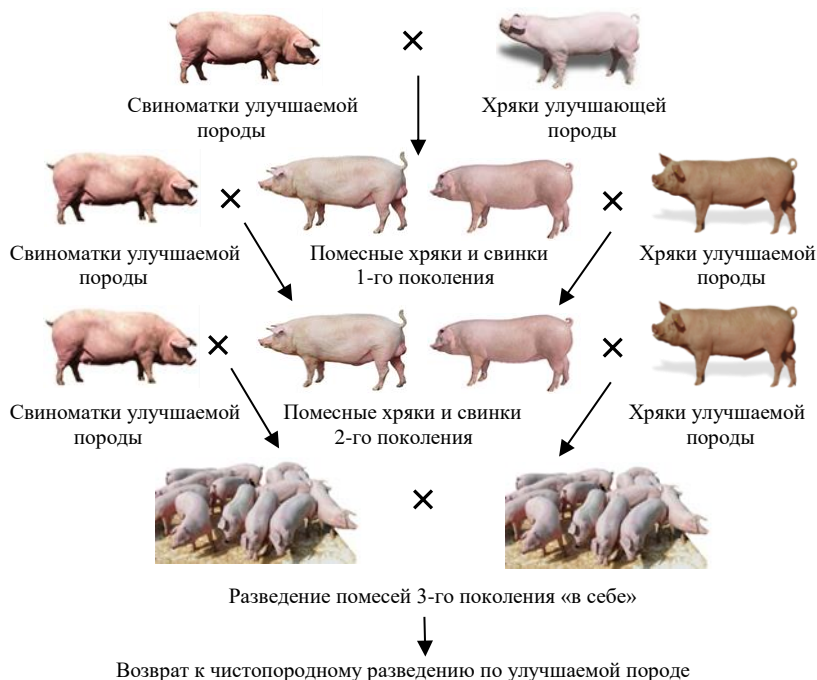 Свиноматки улучшаемой
породы
Хряки улучшающей
породы
Свиноматки улучшаемой
породы
Помесные хряки и свинки
1-го поколения
Хряки улучшаемой
породы
Свиноматки улучшаемой
породы
Помесные хряки и свинки
2-го поколения
Хряки улучшаемой
породы
Разведение помесей 3-го поколения «в себе»
Возврат к чистопородному разведению по улучшаемой породе